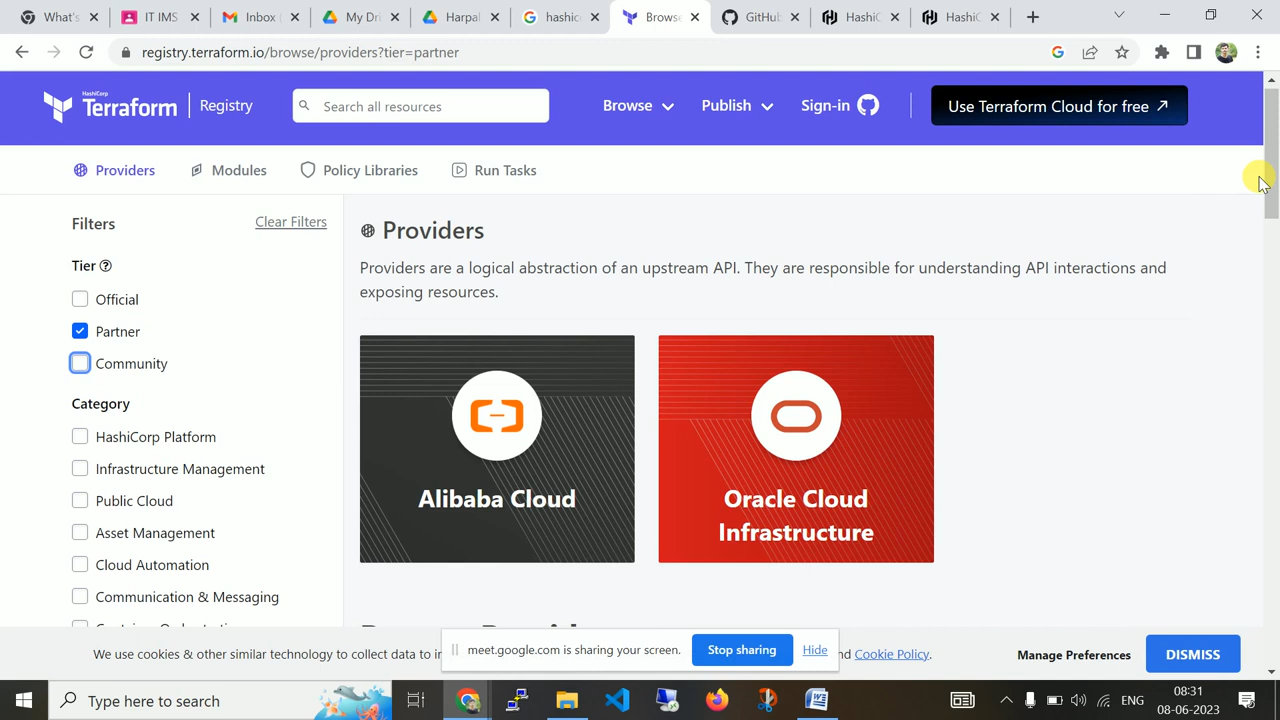 What's
IT IMS
Inbox (
My Dri
Harpal
hashic
Browse
GitHub
HashiC
HashiC
registry.terraform.io/browse/providers?tier=partner
HashiCorp
Terraform
Registry
Search all resources
Browse
Publish
Sign-in
Use Terraform Cloud for free
Providers
Modules
Policy Libraries
Run Tasks
Filters
Clear Filters
Tier
Official
Partner
Community
Category
HashiCorp Platform
Infrastructure Management
Public Cloud
Asset Management
Cloud Automation
Communication & Messaging
Providers
Providers are a logical abstraction of an upstream API. They are responsible for understanding API interactions and
exposing resources.
Alibaba Cloud
Oracle Cloud
Infrastructure
We use cookies & other similar technology to collect data to i
nd Cookie Policy.
Manage Preferences
DISMISS
meet.google.com is sharing your screen.
Stop sharing
Hide
Type here to search
ENG
08:31
08-06-2023